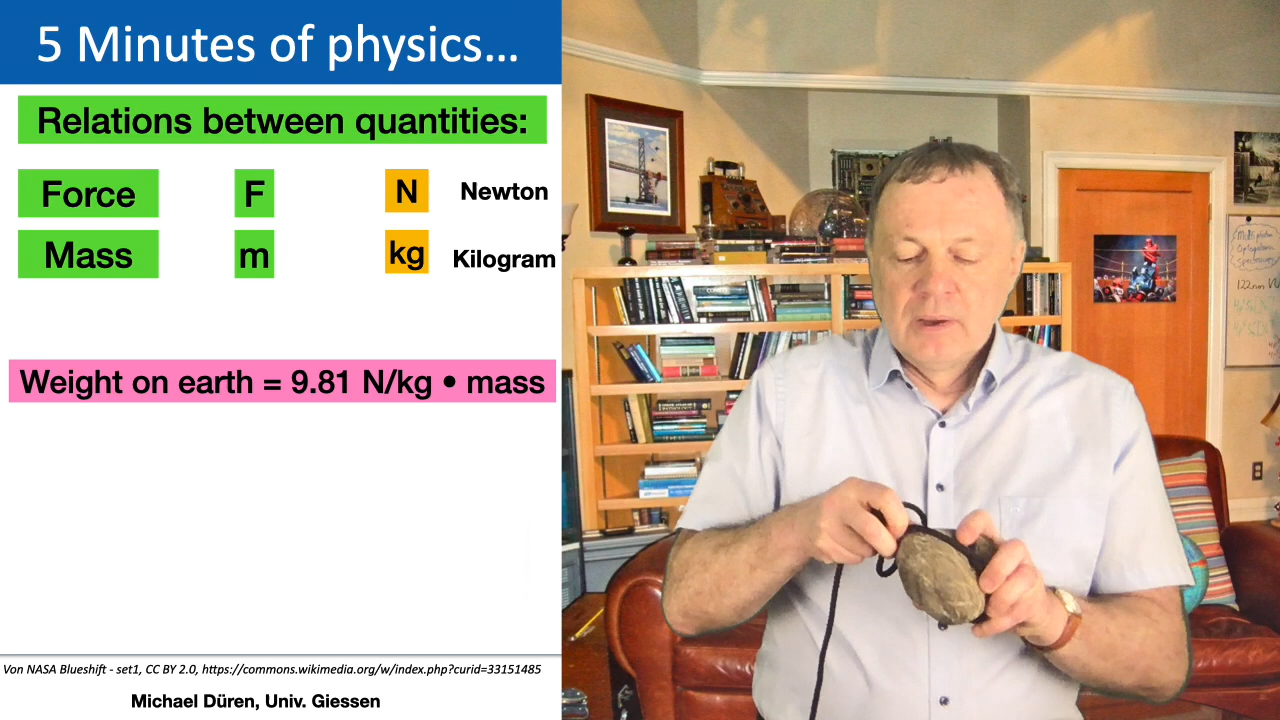 5 Minutes of physics…
Relations between quantities:
Force F N Newton
Mass m kg Kilogram
Weight on earth = 9.81 N/kg • mass
Von NASA Blueshift - set1, CC BY 2.0, https://commons.wikimedia.org/w/index.php?curid=33151485
Michael Düren, Univ. Giessen
122nm